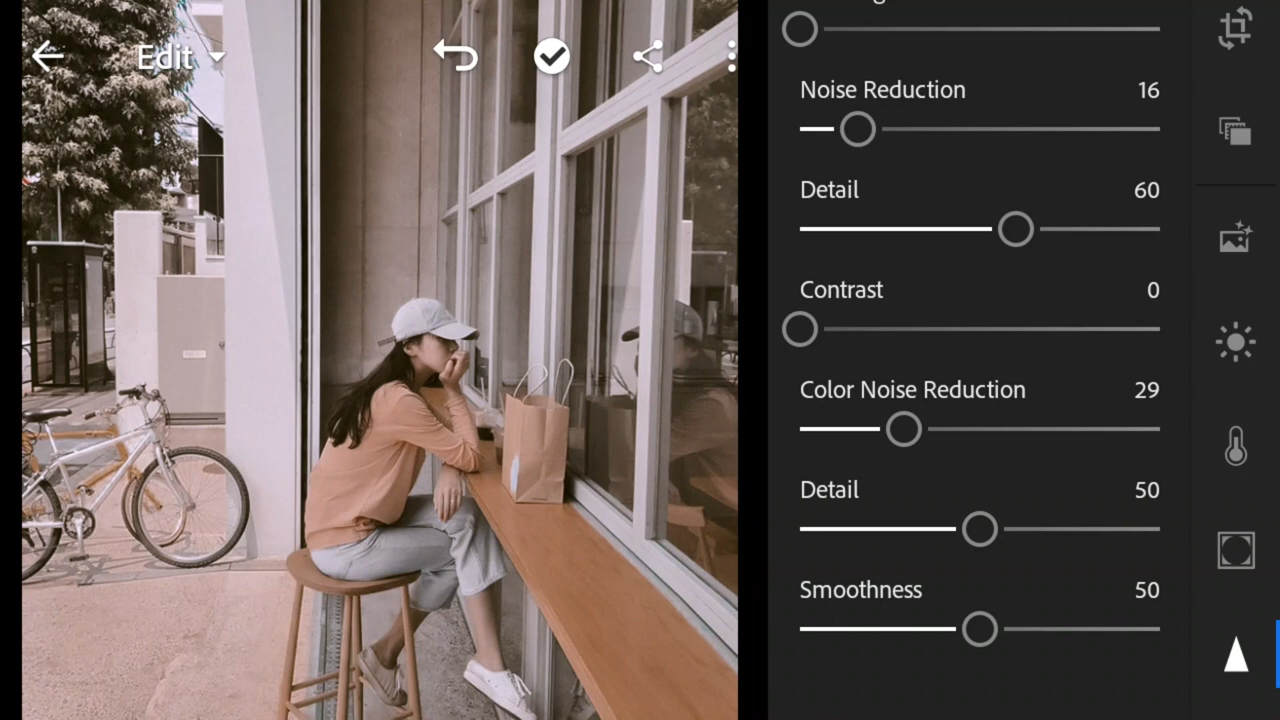 Edit
Noise Reduction 16
Detail 60
Contrast 0
Color Noise Reduction 29
Detail 50
Smoothness 50